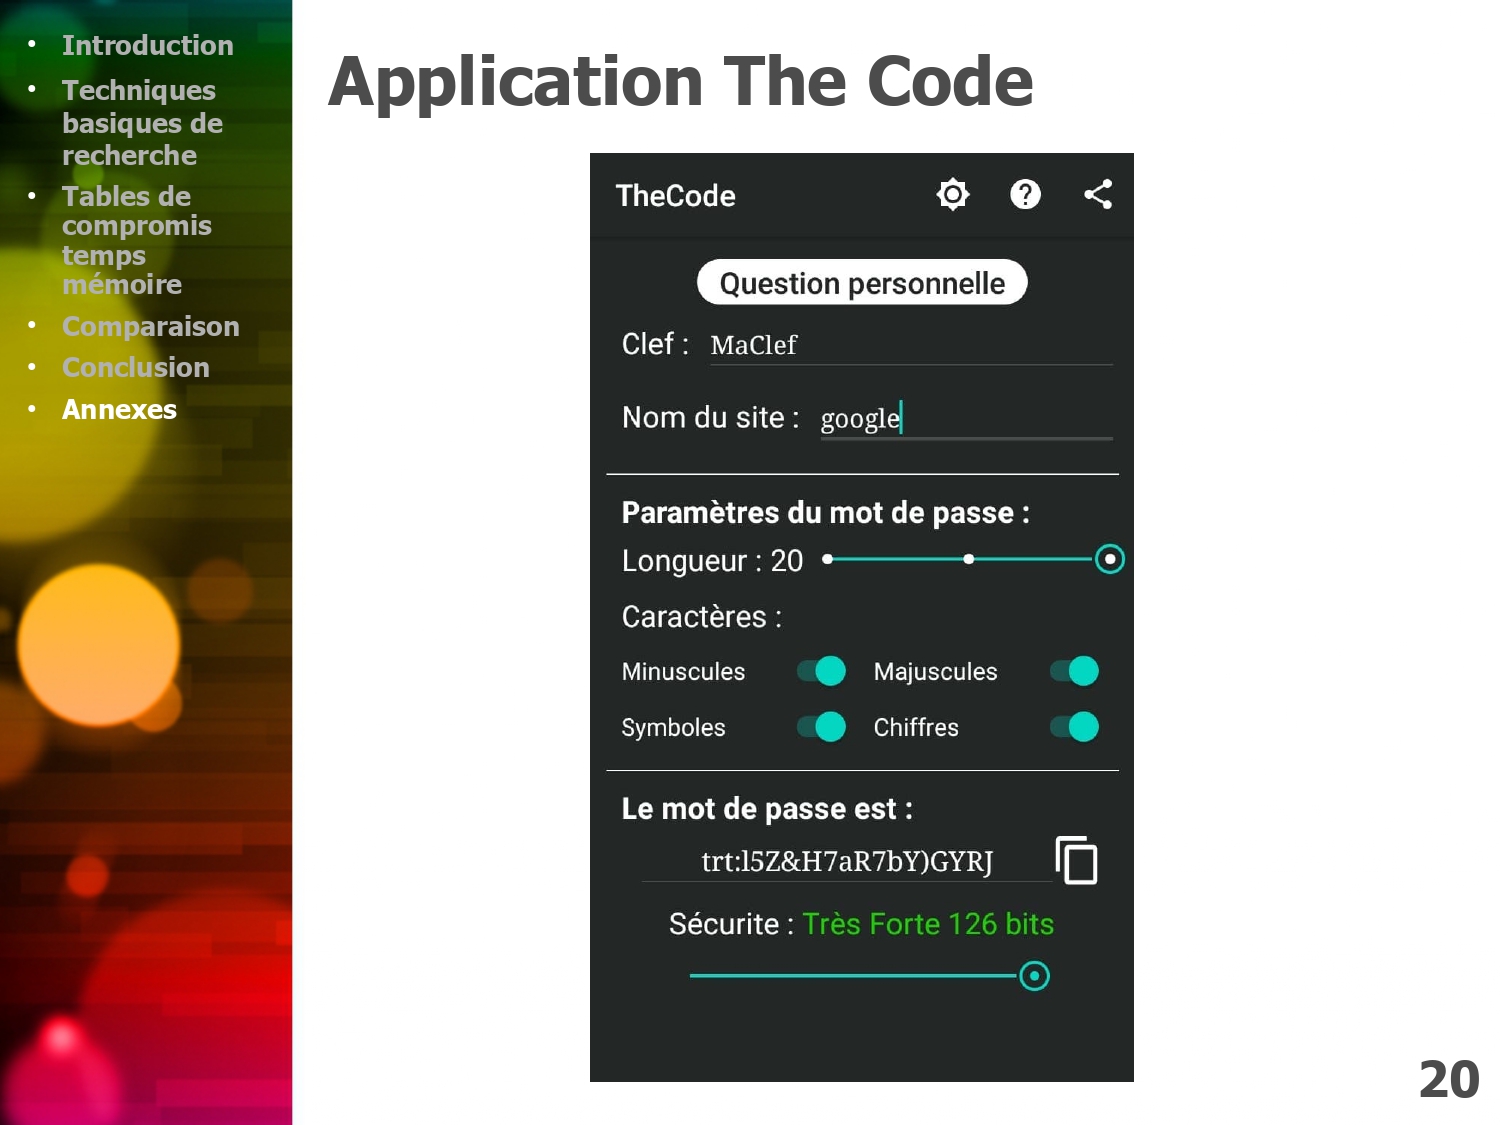 • Introduction
• Techniques
basiques de
recherche
• Tables de
compromis
temps
mémoire
• Comparaison
• Conclusion
• Annexes
Application The Code
TheCode
Question personnelle
Clef : MaClef
Nom du site : google
Paramètres du mot de passe :
Longueur : 20
Caractères :
Minuscules Majuscules
Symboles Chiffres
Le mot de passe est :
trt:l5Z&H7aR7bY)GYRJ
Sécurite : Très Forte 126 bits
20